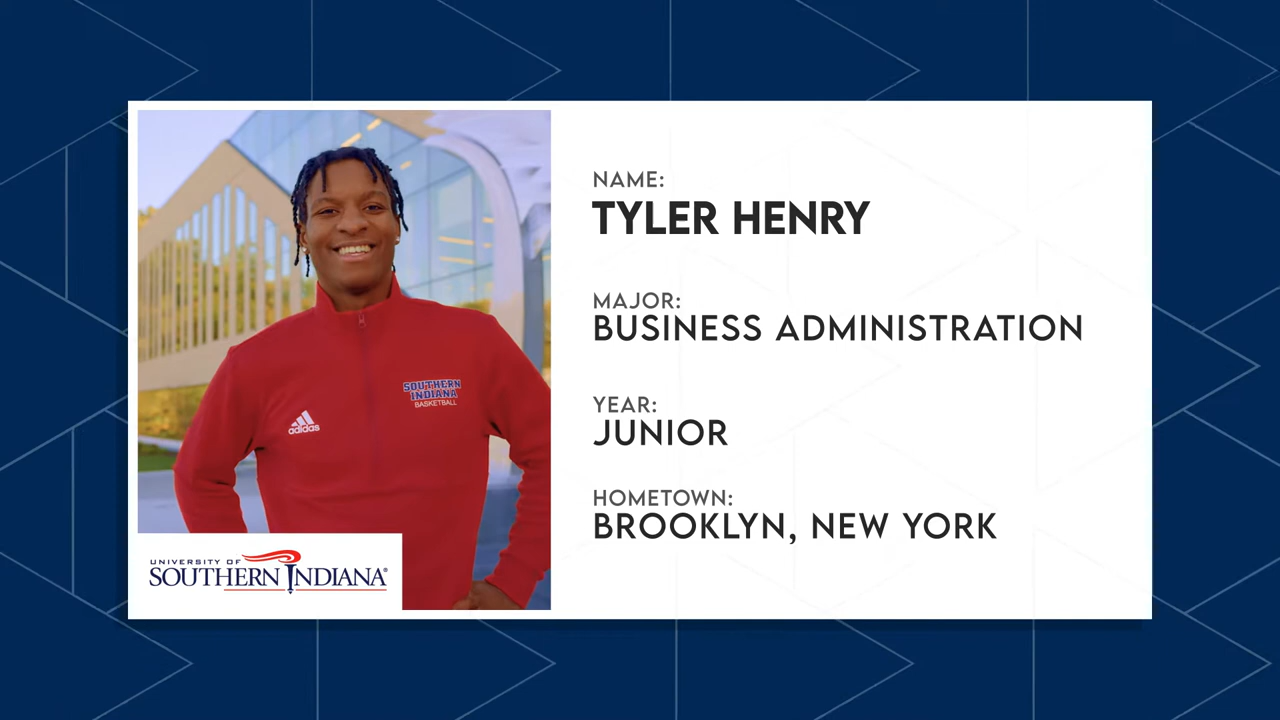 NAME:
TYLER HENRY
MAJOR:
BUSINESS ADMINISTRATION
YEAR:
JUNIOR
HOMETOWN:
BROOKLYN, NEW YORK
SOUTHERN
INDIANA
BASKETBALL
adidas
UNIVERSITY OF
SOUTHERN INDIANA®